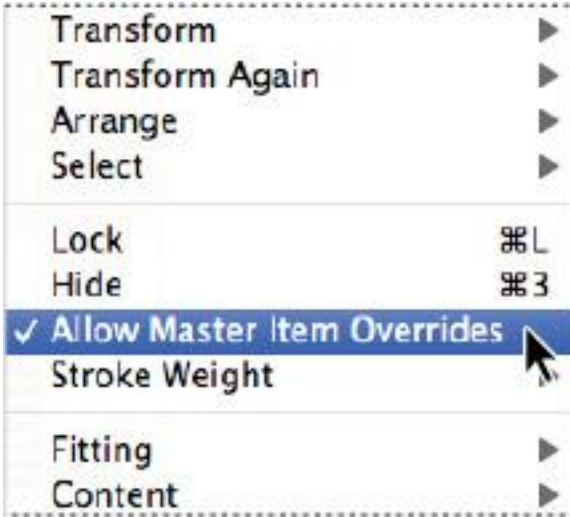 Transform
Transform Again
Arrange
Select
Lock ⌘L
Hide ⌘3
✓ Allow Master Item Overrides
Stroke Weight
Fitting
Content